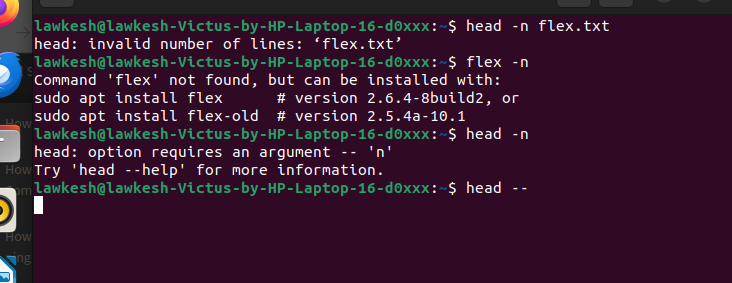 lawkesh@lawkesh-Victus-by-HP-Laptop-16-d0xxx:~$ head -n flex.txt
head: invalid number of lines: ‘flex.txt’
lawkesh@lawkesh-Victus-by-HP-Laptop-16-d0xxx:~$ flex -n
Command 'flex' not found, but can be installed with:
sudo apt install flex      # version 2.6.4-8build2, or
sudo apt install flex-old  # version 2.5.4a-10.1
lawkesh@lawkesh-Victus-by-HP-Laptop-16-d0xxx:~$ head -n
head: option requires an argument -- 'n'
Try 'head --help' for more information.
lawkesh@lawkesh-Victus-by-HP-Laptop-16-d0xxx:~$ head --
How
How
How